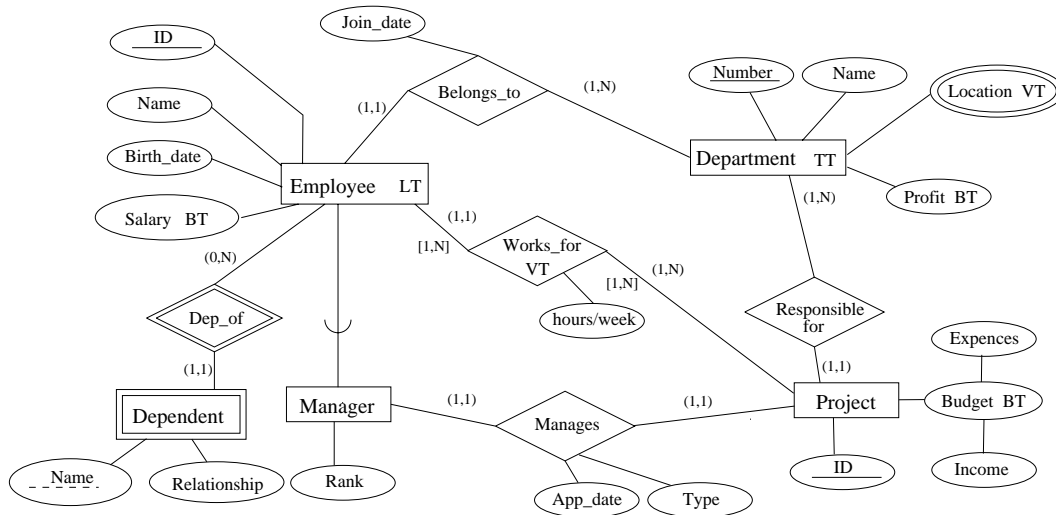 Join_date
ID
Number
Name
Location VT
Belongs_to
(1,N)
(1,1)
Name
Birth_date
Employee LT
Department TT
Salary BT
Profit BT
(1,N)
(1,1)
[1,N]
Works_for
VT
(1,N)
[1,N]
(0,N)
Dep_of
hours/week
Responsible
for
Expences
(1,1)
(1,1)
Dependent
Manager
(1,1)
Manages
(1,1)
Project
Budget BT
Name
Relationship
Rank
App_date
Type
ID
Income